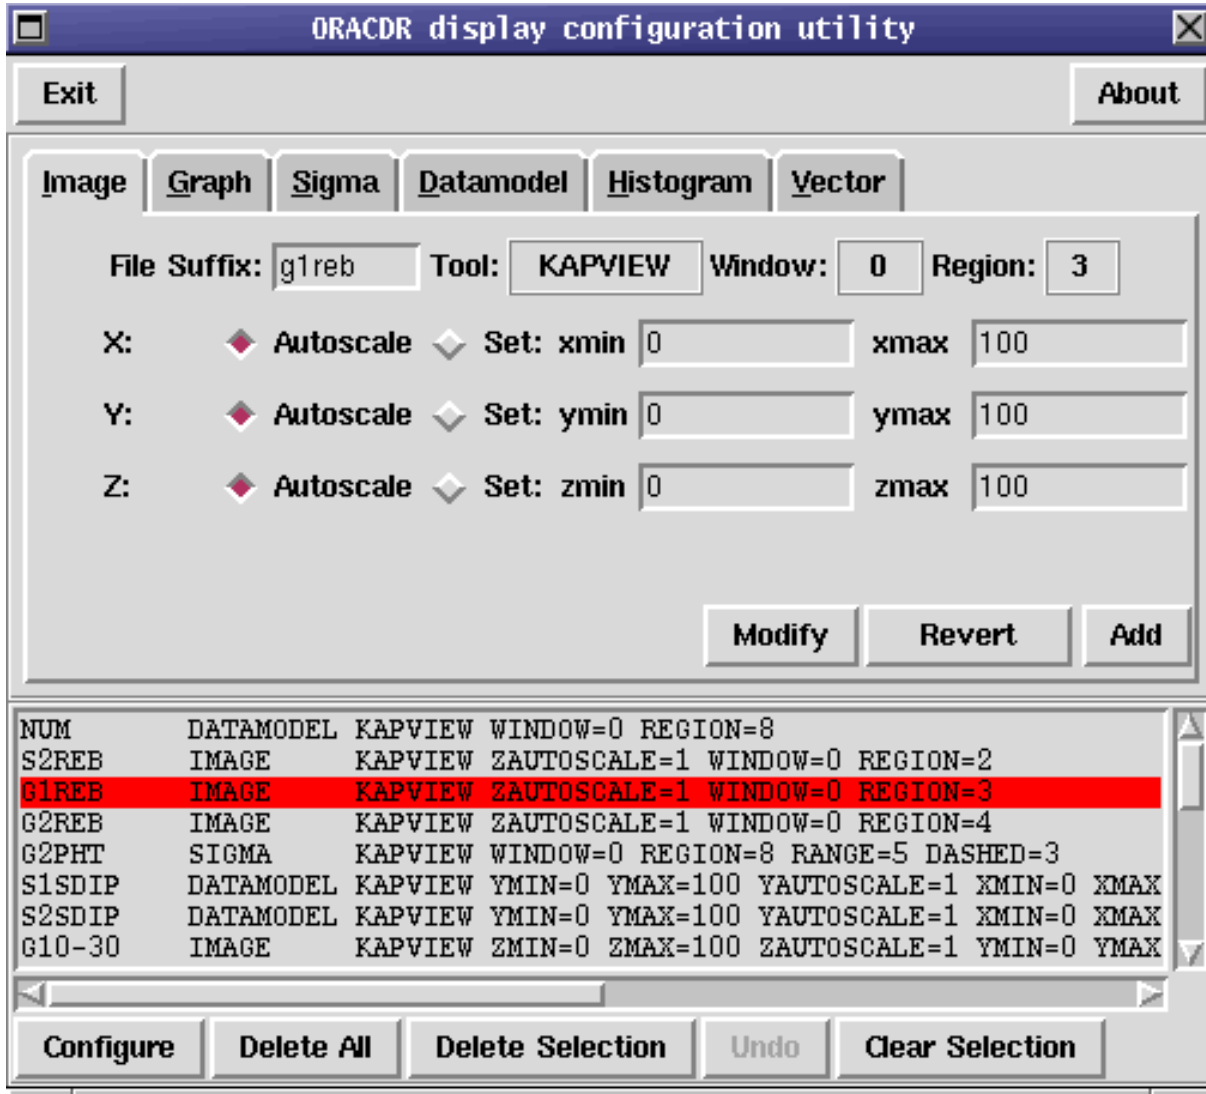 ORACDR display configuration utility
Exit About
Image Graph Sigma Datamodel Histogram Vector
File Suffix: g1reb Tool: KAPVIEW Window: 0 Region: 3
X: Autoscale Set: xmin 0 xmax 100
Y: Autoscale Set: ymin 0 ymax 100
Z: Autoscale Set: zmin 0 zmax 100
Modify Revert Add
NUM DATAMODEL KAPVIEW WINDOW=0 REGION=8
S2REB IMAGE KAPVIEW ZAUTOSCALE=1 WINDOW=0 REGION=2
G1REB IMAGE KAPVIEW ZAUTOSCALE=1 WINDOW=0 REGION=3
G2REB IMAGE KAPVIEW ZAUTOSCALE=1 WINDOW=0 REGION=4
G2PHT SIGMA KAPVIEW WINDOW=0 REGION=8 RANGE=5 DASHED=3
S1SDIP DATAMODEL KAPVIEW YMIN=0 YMAX=100 YAUTOSCALE=1 XMIN=0 XMAX
S2SDIP DATAMODEL KAPVIEW YMIN=0 YMAX=100 YAUTOSCALE=1 XMIN=0 XMAX
G10-30 IMAGE KAPVIEW ZMIN=0 ZMAX=100 ZAUTOSCALE=1 YMIN=0 YMAX
Configure Delete All Delete Selection Undo Clear Selection